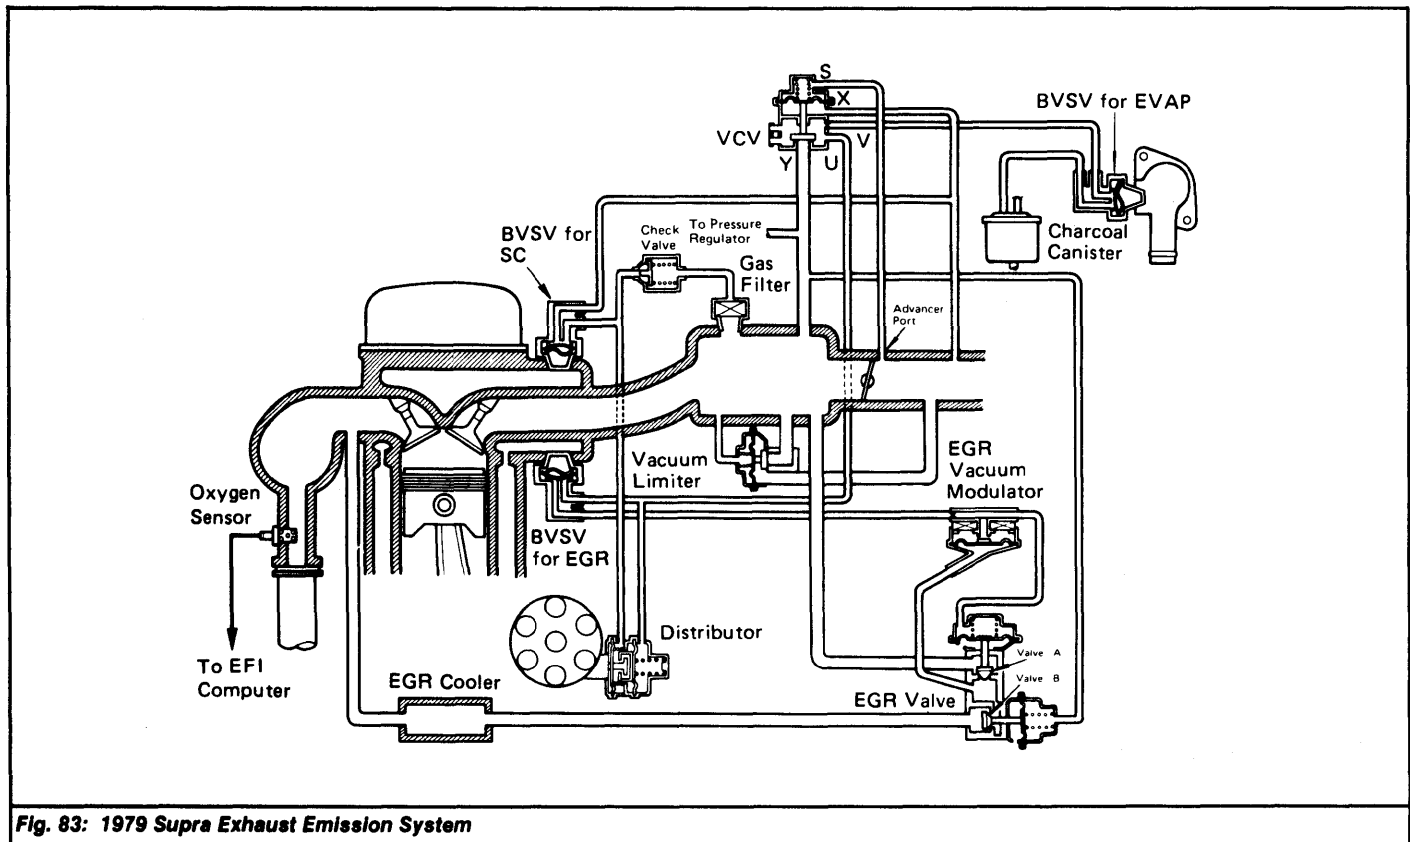 S
X
BVSV for EVAP
VCV
V
Y
U
BVSV for
SC
Check
Valve
To Pressure
Regulator
Gas
Filter
Charcoal
Canister
Advancer
Port
Vacuum
Limiter
EGR
Vacuum
Modulator
Oxygen
Sensor
BVSV
for EGR
Distributor
Valve A
Valve B
To EFI
Computer
EGR Cooler
EGR Valve
Fig. 83: 1979 Supra Exhaust Emission System